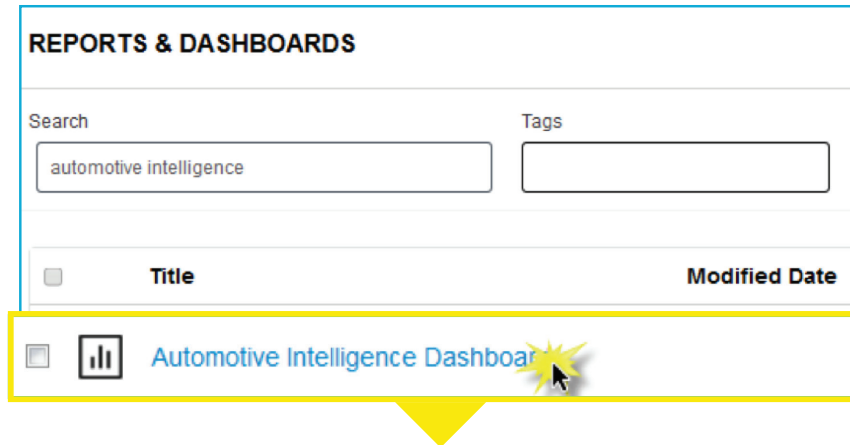 REPORTS & DASHBOARDS
Search Tags
automotive intelligence
Title Modified Date
Automotive Intelligence Dashboard